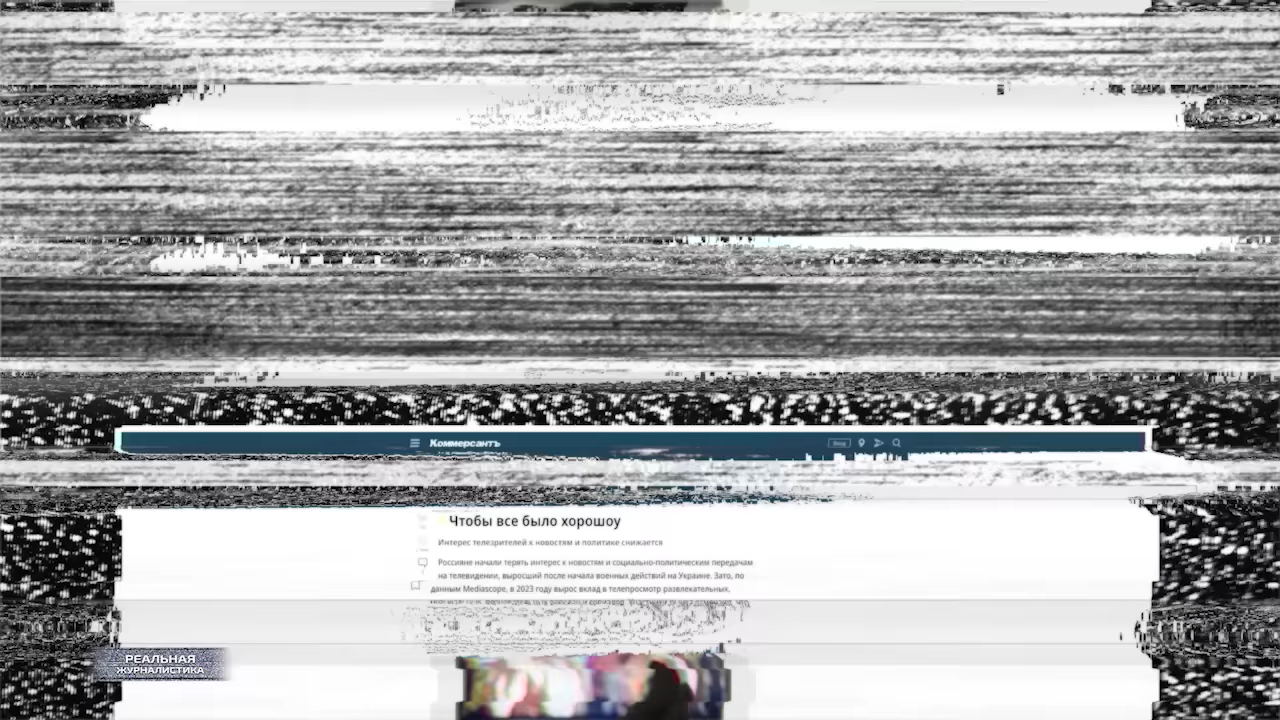 Коммерсантъ
Вход
Чтобы все было хорошоу
Интерес телезрителей к новостям и политике снижается
Россияне начали терять интерес к новостям и социально-политическим передачам
на телевидении, выросший после начала военных действий на Украине. Зато, по
данным Mediascope, в 2023 году вырос вклад в телепросмотр развлекательных,
РЕАЛЬНАЯ
ЖУРНАЛИСТИКА